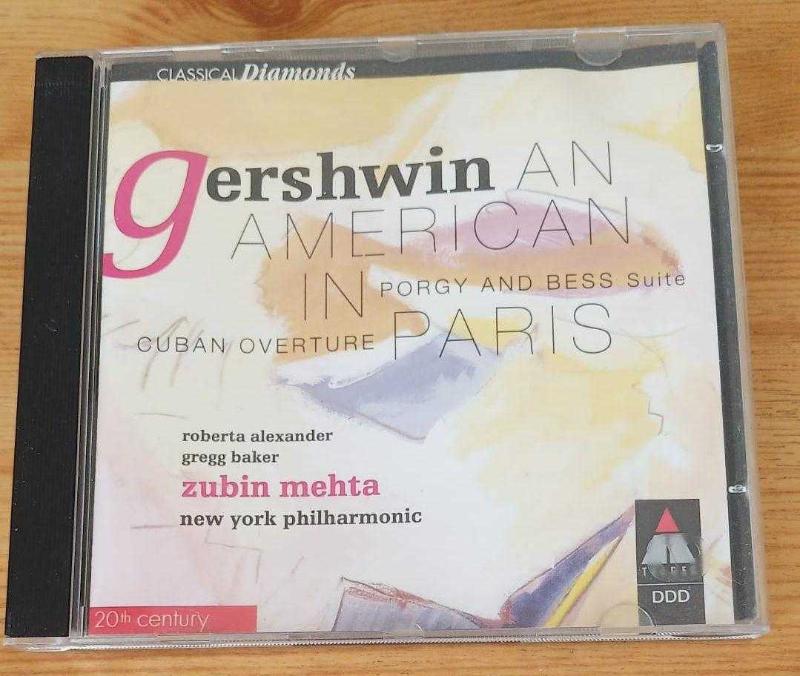 CLASSICAL Diamonds
gershwin AN
AMERICAN
IN PORGY AND BESS Suite
CUBAN OVERTURE PARIS
roberta alexander
gregg baker
zubin mehta
new york philharmonic
DDD
20th century